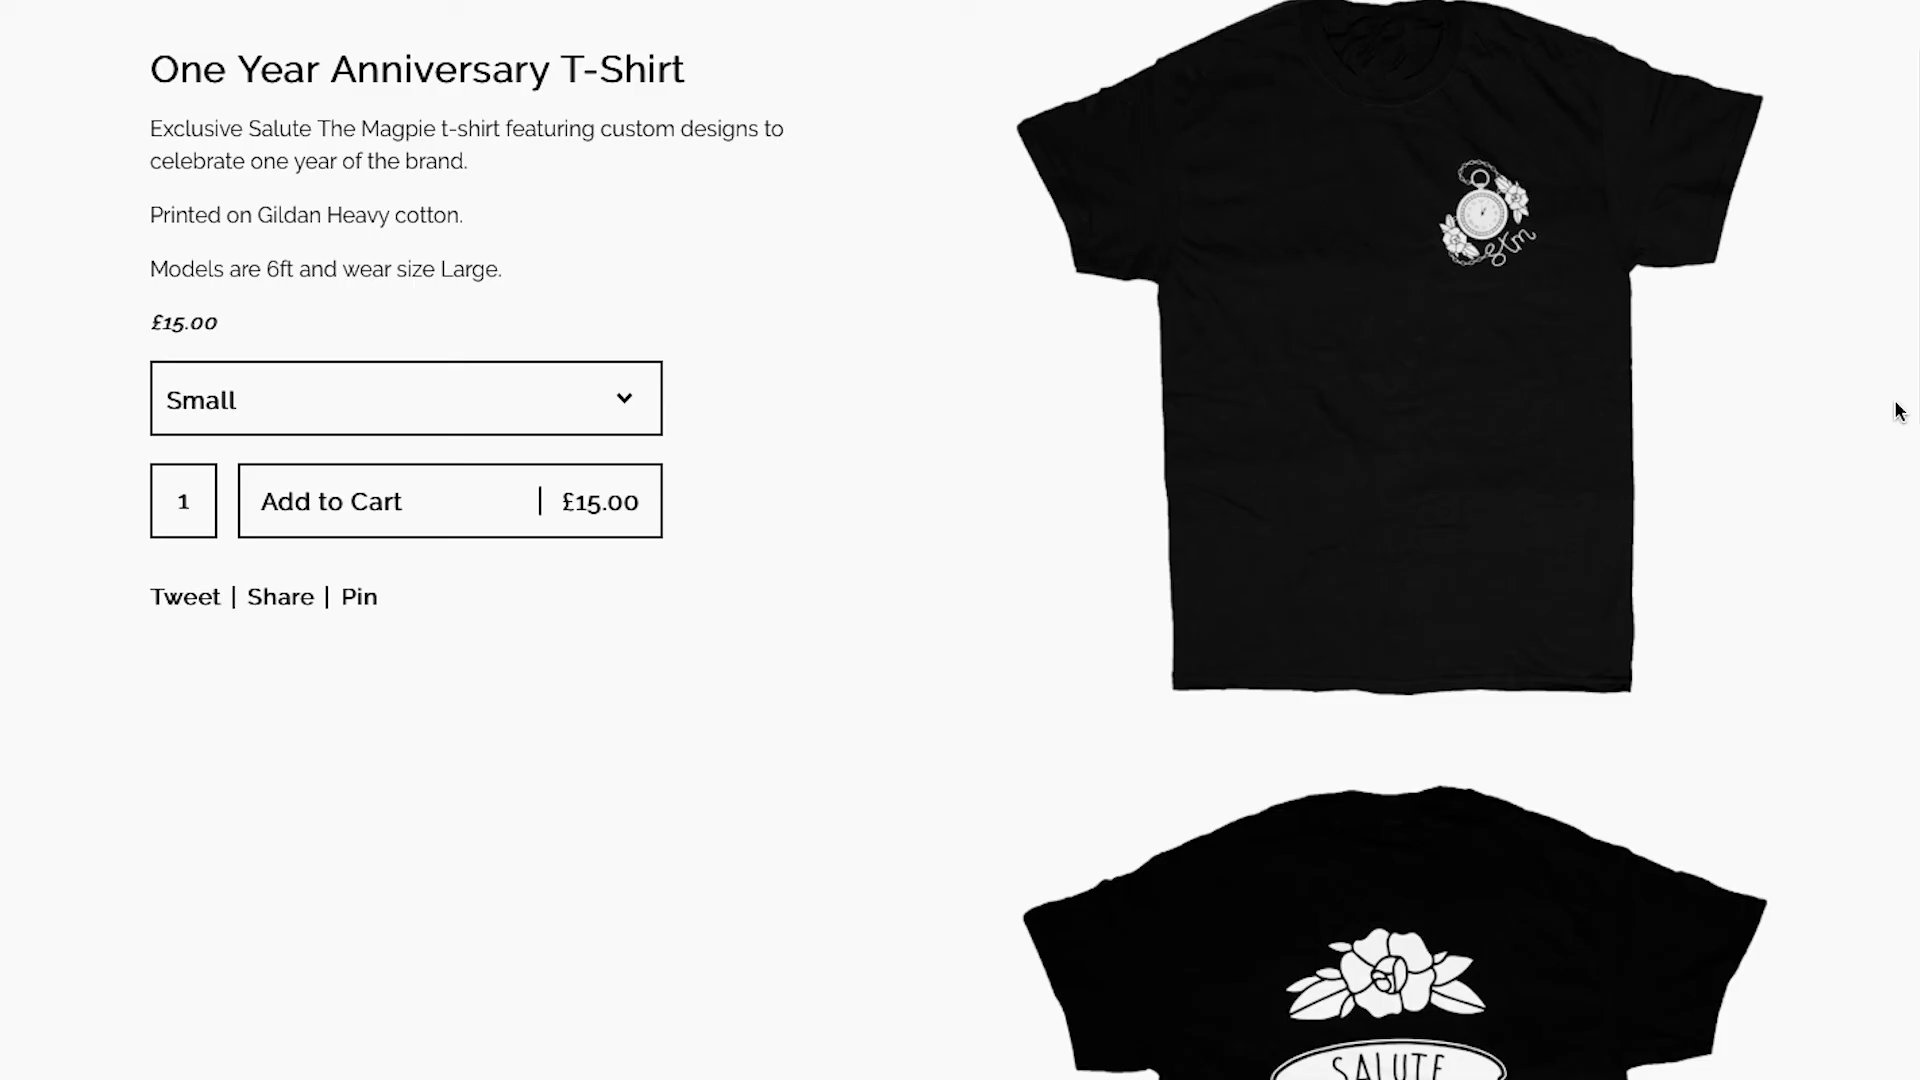 One Year Anniversary T-Shirt
Exclusive Salute The Magpie t-shirt featuring custom designs to
celebrate one year of the brand.
Printed on Gildan Heavy cotton.
Models are 6ft and wear size Large.
£15.00
Small
1
Add to Cart | £15.00
Tweet | Share | Pin
stm
SALUTE